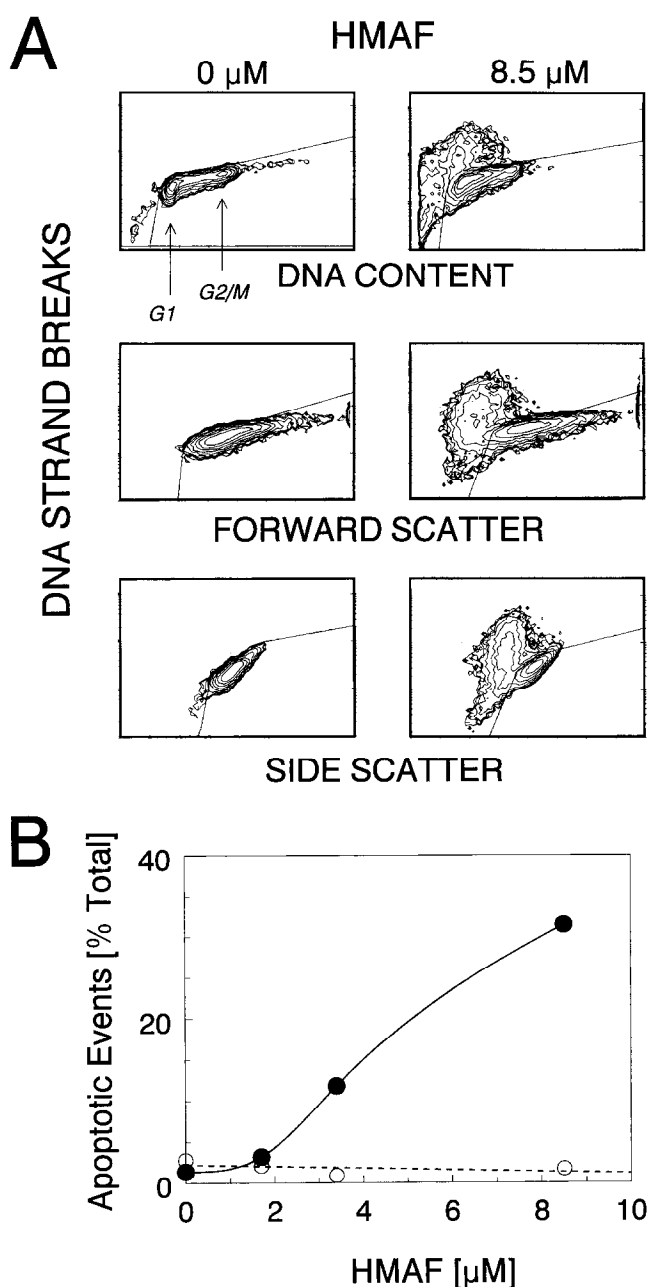 A
HMAF
0 µM
8.5 µM
DNA STRAND BREAKS
G1
G2/M
DNA CONTENT
FORWARD SCATTER
SIDE SCATTER
B
Apoptotic Events [% Total]
40
20
0
0 2 4 6 8 10
HMAF [µM]